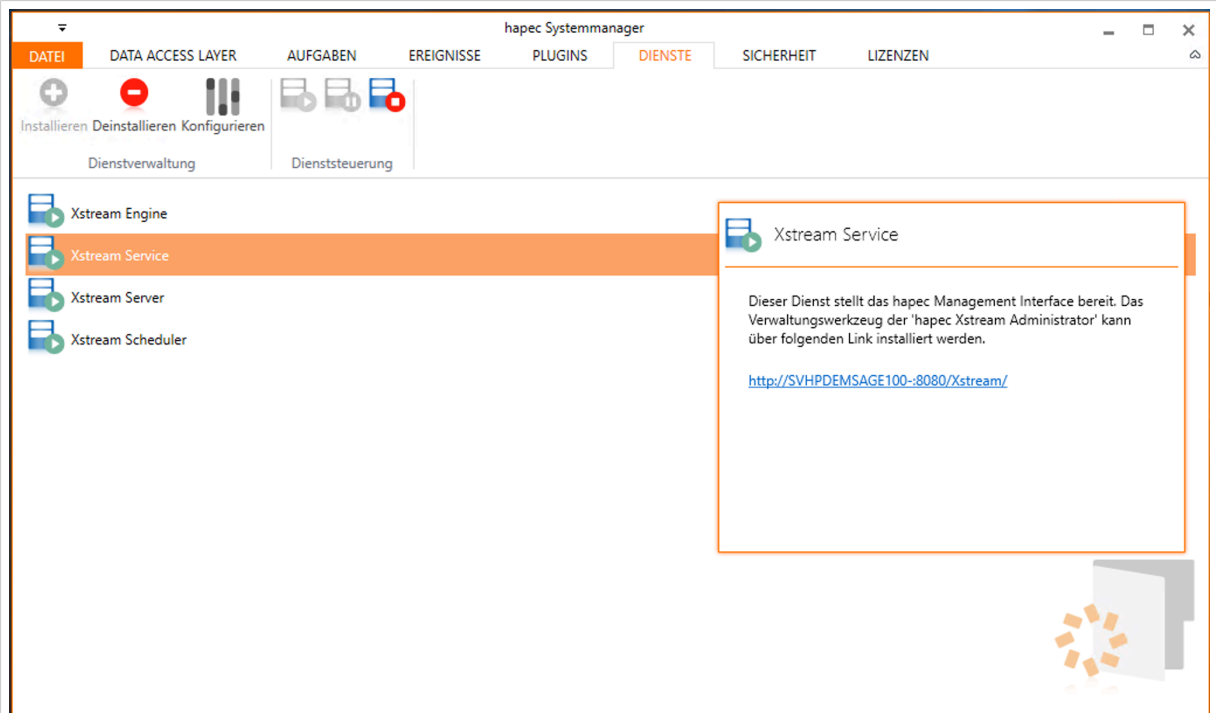 hapec Systemmanager
DATEI DATA ACCESS LAYER AUFGABEN EREIGNISSE PLUGINS DIENSTE SICHERHEIT LIZENZEN
Installieren Deinstallieren Konfigurieren
Dienstverwaltung Dienststeuerung
Xstream Engine
Xstream Service
Xstream Server
Xstream Scheduler
Xstream Service
Dieser Dienst stellt das hapec Management Interface bereit. Das
Verwaltungswerkzeug der 'hapec Xstream Administrator' kann
über folgenden Link installiert werden.
http://SVHPDEMSAGE100-:8080/Xstream/